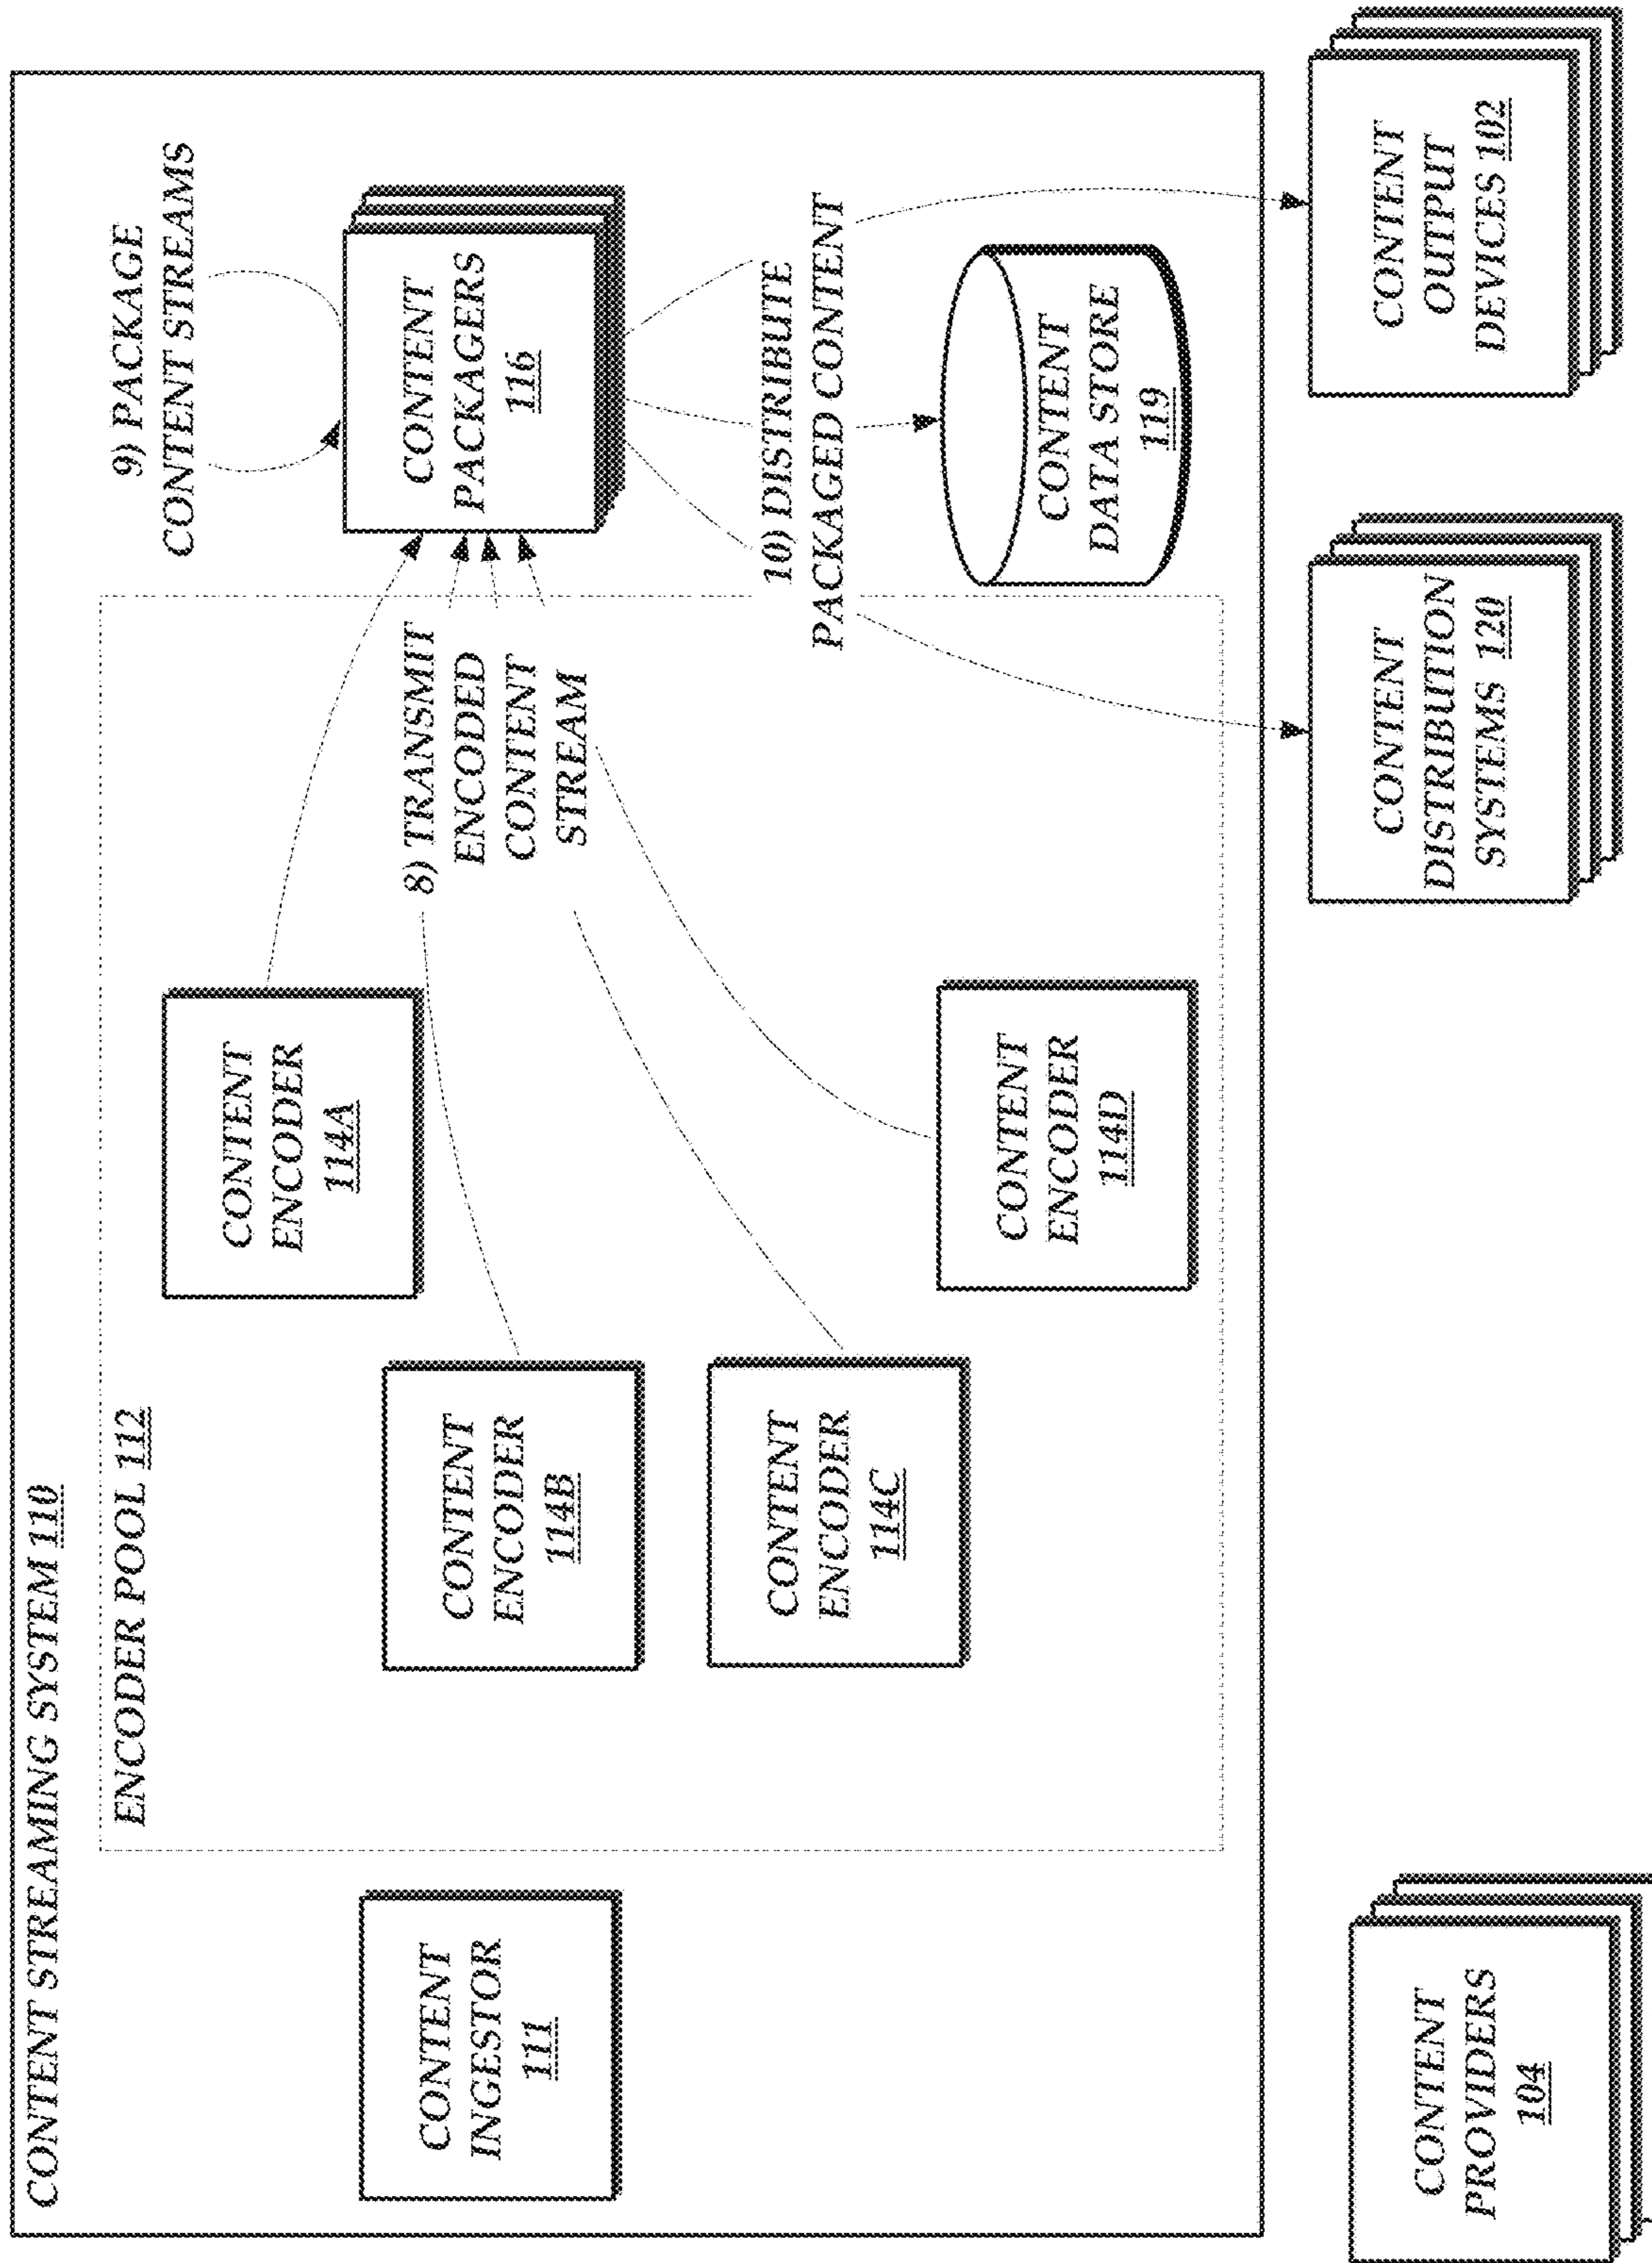 CONTENT STREAMING SYSTEM 110
ENCODER POOL 112
CONTENT
INGESTOR
111
CONTENT
ENCODER
114A
CONTENT
ENCODER
114B
CONTENT
ENCODER
114C
CONTENT
ENCODER
114D
8) TRANSMIT
ENCODED
CONTENT
STREAM
9) PACKAGE
CONTENT STREAMS
CONTENT
PACKAGERS
116
10) DISTRIBUTE
PACKAGED CONTENT
CONTENT
DATA STORE
119
CONTENT
PROVIDERS
104
CONTENT
DISTRIBUTION
SYSTEMS 120
CONTENT
OUTPUT
DEVICES 102